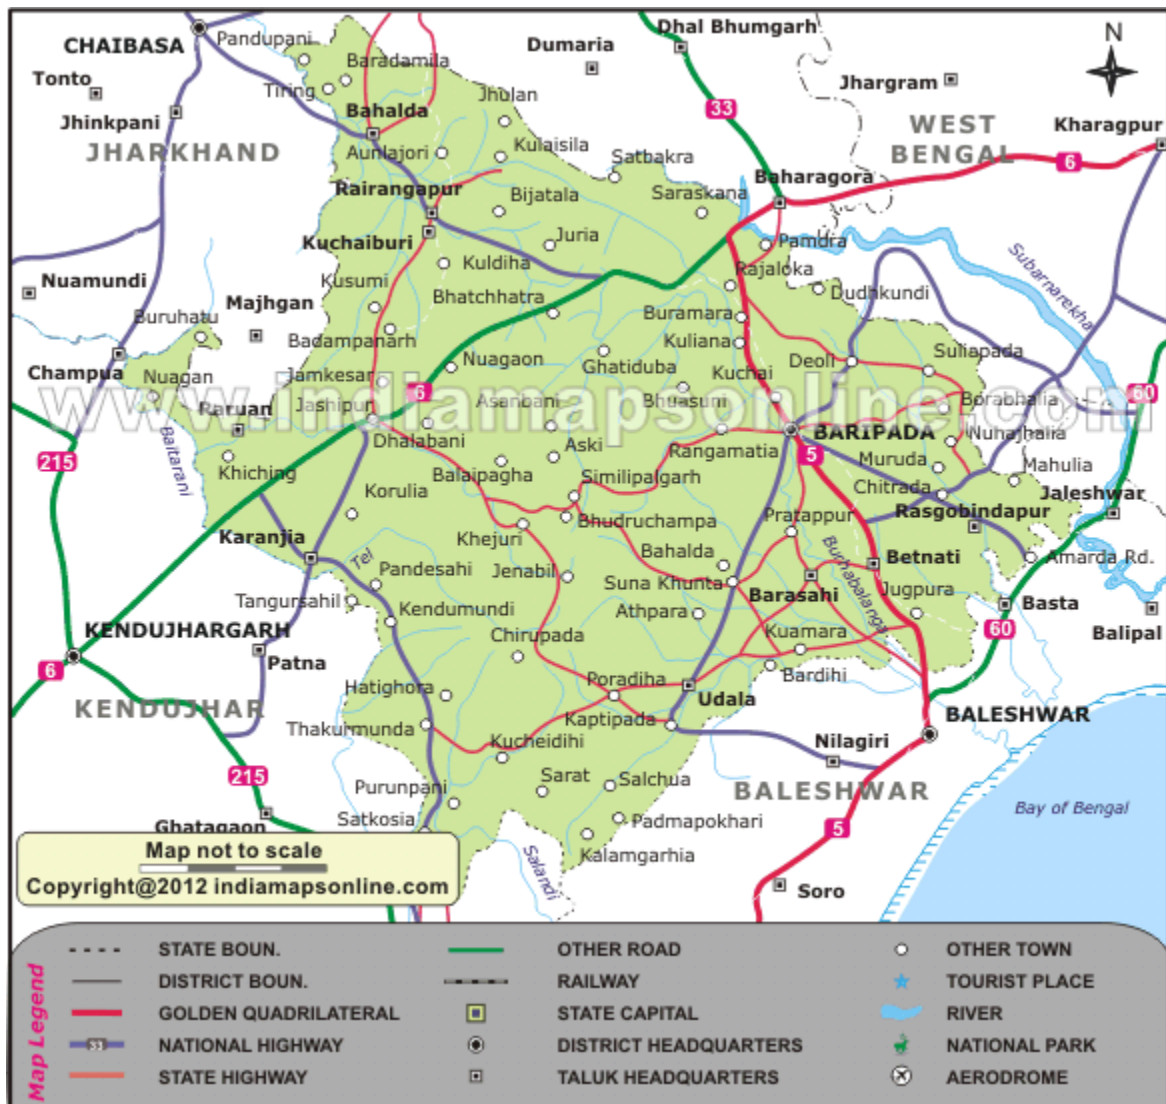 N
CHAIBASA
Pandupani
Dumaria
Dhal Bhumgarh
Tonto
Baradamila
Tiring
Jhargram
Jhinkpani
Bahalda
Jhulan
33
WEST
BENGAL
Kharagpur
JHARKHAND
Aunlajori
Kulaisila
Satbakra
6
Rairangapur
Bijatala
Saraskana
Baharagora
Kuchaiburi
Juria
Pamdra
Subarnarekha
Nuamundi
Kusumi
Kuldiha
Rajaloka
Majhgan
Bhatchhatra
Dudhkundi
Buruhatu
Buramara
Badampanarh
Kuliana
Champua
Nuagaon
Ghatiduba
Deoli
Suliapada
Nuagan
Jamkesar
6
Kuchai
60
www.indiamapsonline.com
Raruan
Jashipur
Asanbani
Bhuasuni
Borabhalia
Baitarani
Dhalabani
Aski
Rangamatia
BARIPADA
Nuhajhalia
215
5
Khiching
Balaipagha
Muruda
Mahulia
Korulia
Similipalgarh
Chitrada
Jaleshwar
Bhudruchampa
Pratappur
Rasgobindapur
Karanjia
Khejuri
Bahalda
Burhabalanga
Tel
Betnati
Amarda Rd.
Pandesahi
Jenabil
Suna Khunta
Barasahi
Jugpura
Tangursahil
Kendumundi
Athpara
Basta
KENDUJHARGARH
Chirupada
Kuamara
60
Balipal
Patna
6
Bardihi
Hatighora
Poradiha
Udala
KENDUJHAR
Thakurmunda
Kaptipada
BALESHWAR
Kucheidihi
Nilagiri
215
Sarat
Salchua
BALESHWAR
Purunpani
Bay of Bengal
Satkosia
Padmapokhari
5
Ghatagaon
Kalamgarhia
Salandi
Map not to scale
Copyright@2012 indiamapsonline.com
Soro
Map Legend
STATE BOUN.
OTHER ROAD
OTHER TOWN
DISTRICT BOUN.
RAILWAY
TOURIST PLACE
GOLDEN QUADRILATERAL
STATE CAPITAL
RIVER
33
NATIONAL HIGHWAY
DISTRICT HEADQUARTERS
NATIONAL PARK
STATE HIGHWAY
TALUK HEADQUARTERS
AERODROME